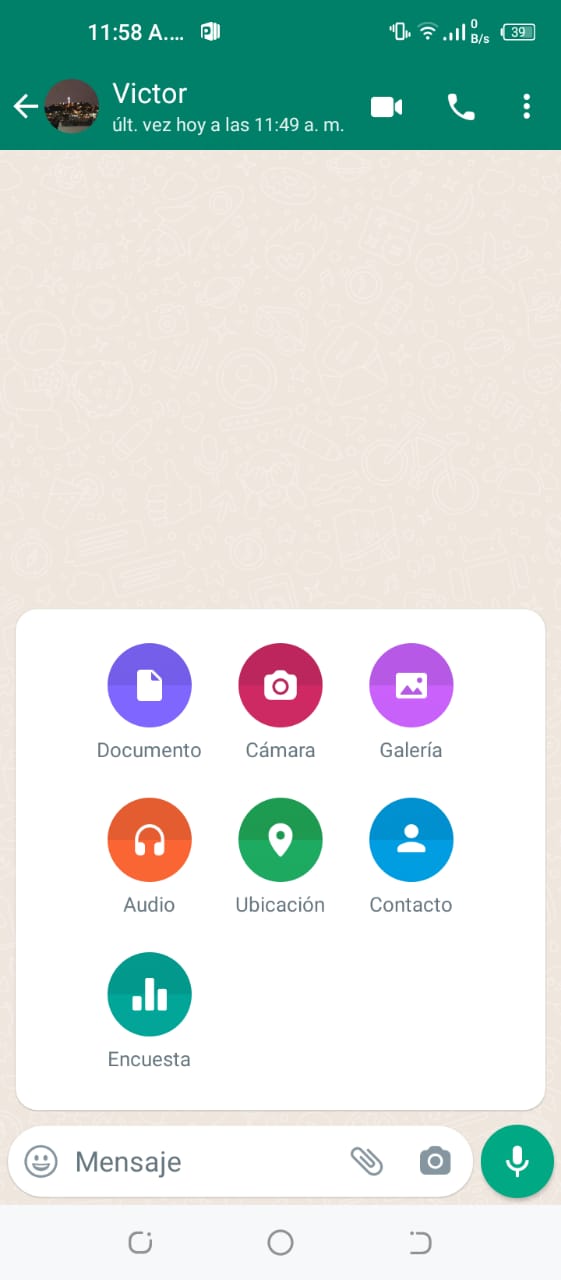 11:58 A.... 0 B/s 39
Victor
últ. vez hoy a las 11:49 a. m.
Documento Cámara Galería
Audio Ubicación Contacto
Encuesta
Mensaje